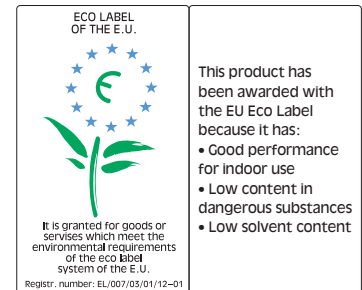 ECO LABEL
OF THE E.U.
It is granted for goods or
servises which meet the
environmental requirements
of the eco label
system of the E.U.
Registr. number: EL/007/03/01/12–01
This product has
been awarded with
the EU Eco Label
because it has:
• Good performance
for indoor use
• Low content in
dangerous substances
• Low solvent content